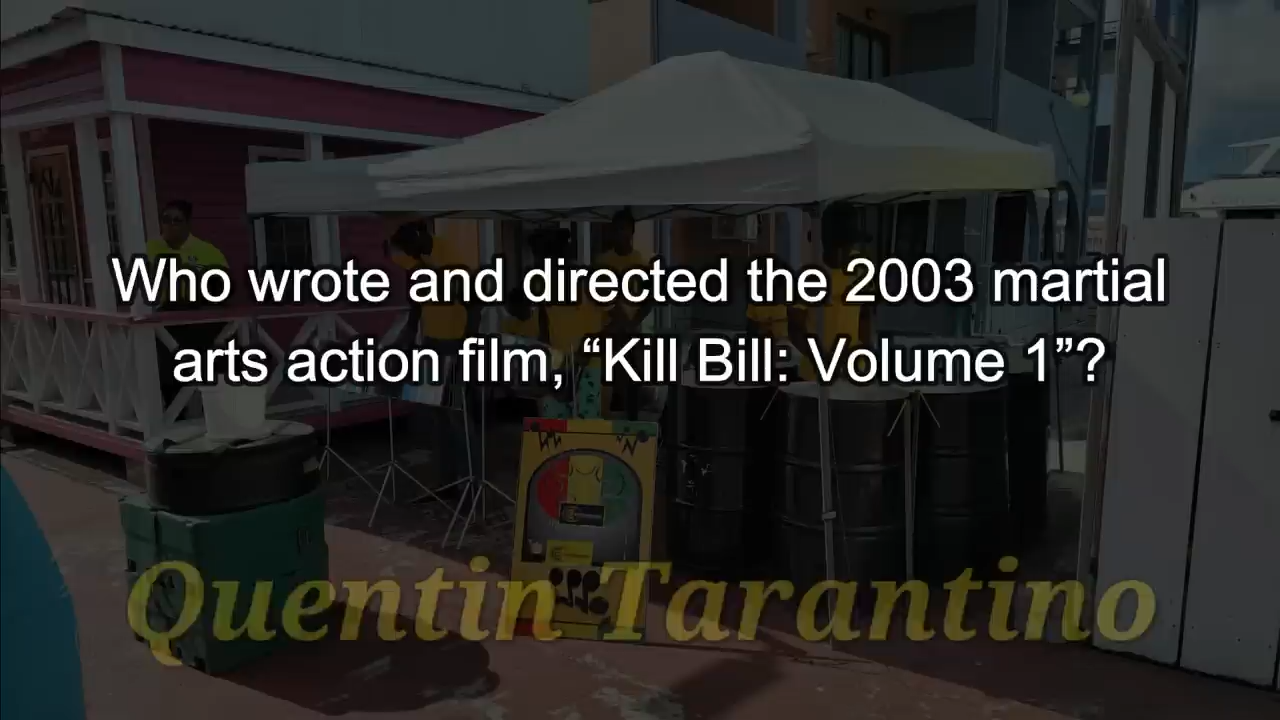 Who wrote and directed the 2003 martial
arts action film, “Kill Bill: Volume 1”?
Quentin Tarantino